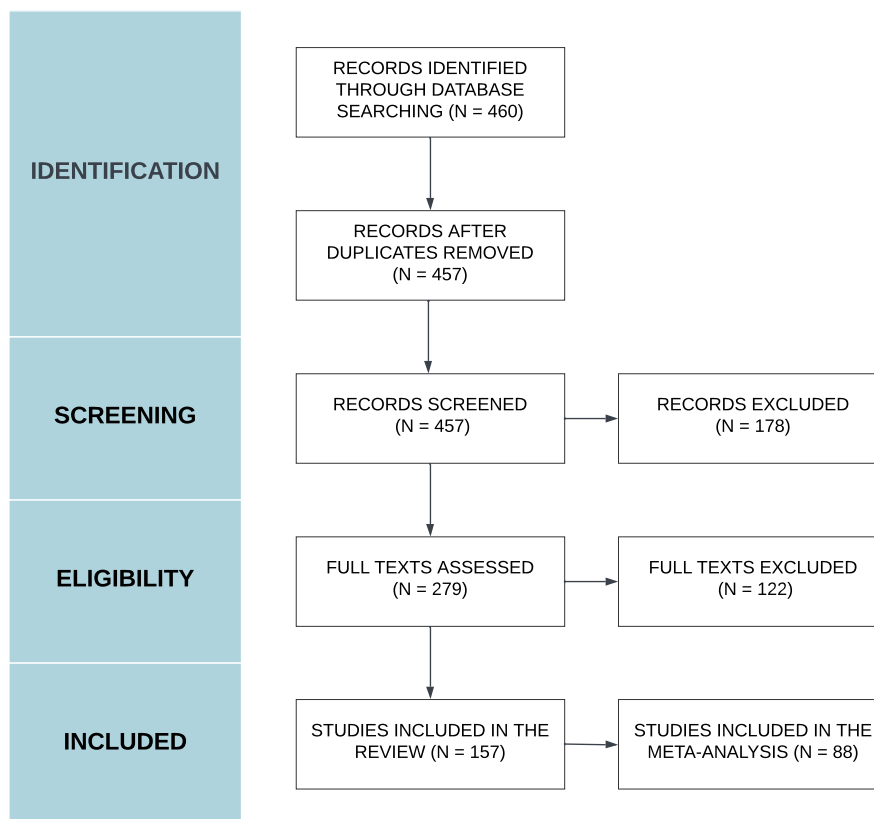 IDENTIFICATION
RECORDS IDENTIFIED
THROUGH DATABASE
SEARCHING (N = 460)
RECORDS AFTER
DUPLICATES REMOVED
(N = 457)
SCREENING
RECORDS SCREENED
(N = 457)
RECORDS EXCLUDED
(N = 178)
ELIGIBILITY
FULL TEXTS ASSESSED
(N = 279)
FULL TEXTS EXCLUDED
(N = 122)
INCLUDED
STUDIES INCLUDED IN THE
REVIEW (N = 157)
STUDIES INCLUDED IN THE
META-ANALYSIS (N = 88)